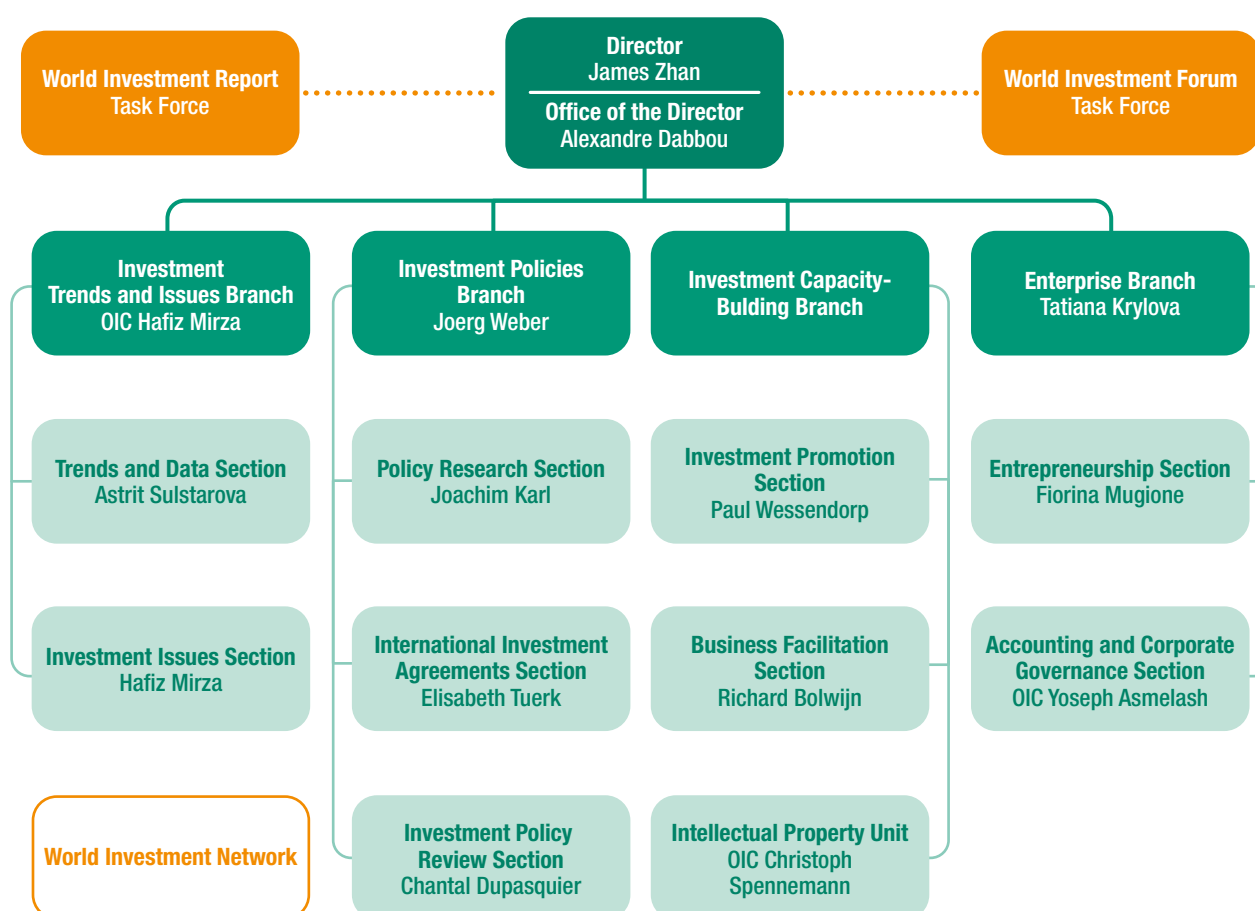 World Investment Report
Task Force
Director
James Zhan
Office of the Director
Alexandre Dabbou
World Investment Forum
Task Force
Investment
Trends and Issues Branch
OIC Hafiz Mirza
Investment Policies
Branch
Joerg Weber
Investment Capacity-
Bulding Branch
Enterprise Branch
Tatiana Krylova
Trends and Data Section
Astrit Sulstarova
Policy Research Section
Joachim Karl
Investment Promotion
Section
Paul Wessendorp
Entrepreneurship Section
Fiorina Mugione
Investment Issues Section
Hafiz Mirza
International Investment
Agreements Section
Elisabeth Tuerk
Business Facilitation
Section
Richard Bolwijn
Accounting and Corporate
Governance Section
OIC Yoseph Asmelash
World Investment Network
Investment Policy
Review Section
Chantal Dupasquier
Intellectual Property Unit
OIC Christoph
Spennemann